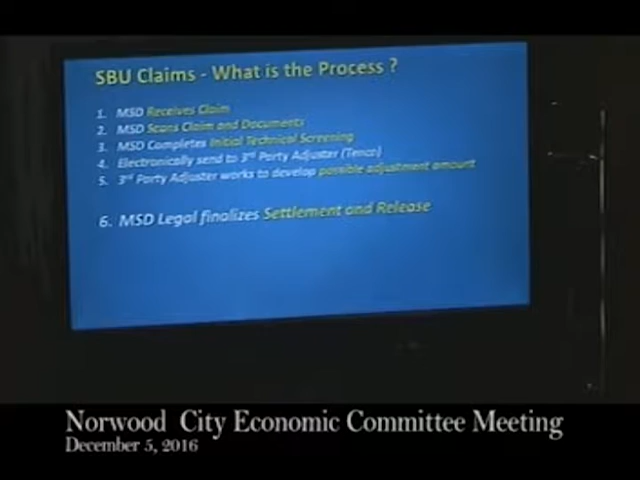 SBU Claims - What is the Process ?
1. MSD Receives Claim
2. MSD Scans Claim and Documents
3. MSD Completes Initial Technical Screening
4. Electronically send to 3rd Party Adjuster (Tenco)
5. 3rd Party Adjuster works to develop possible adjustment amount
6. MSD Legal finalizes Settlement and Release
Norwood City Economic Committee Meeting
December 5, 2016